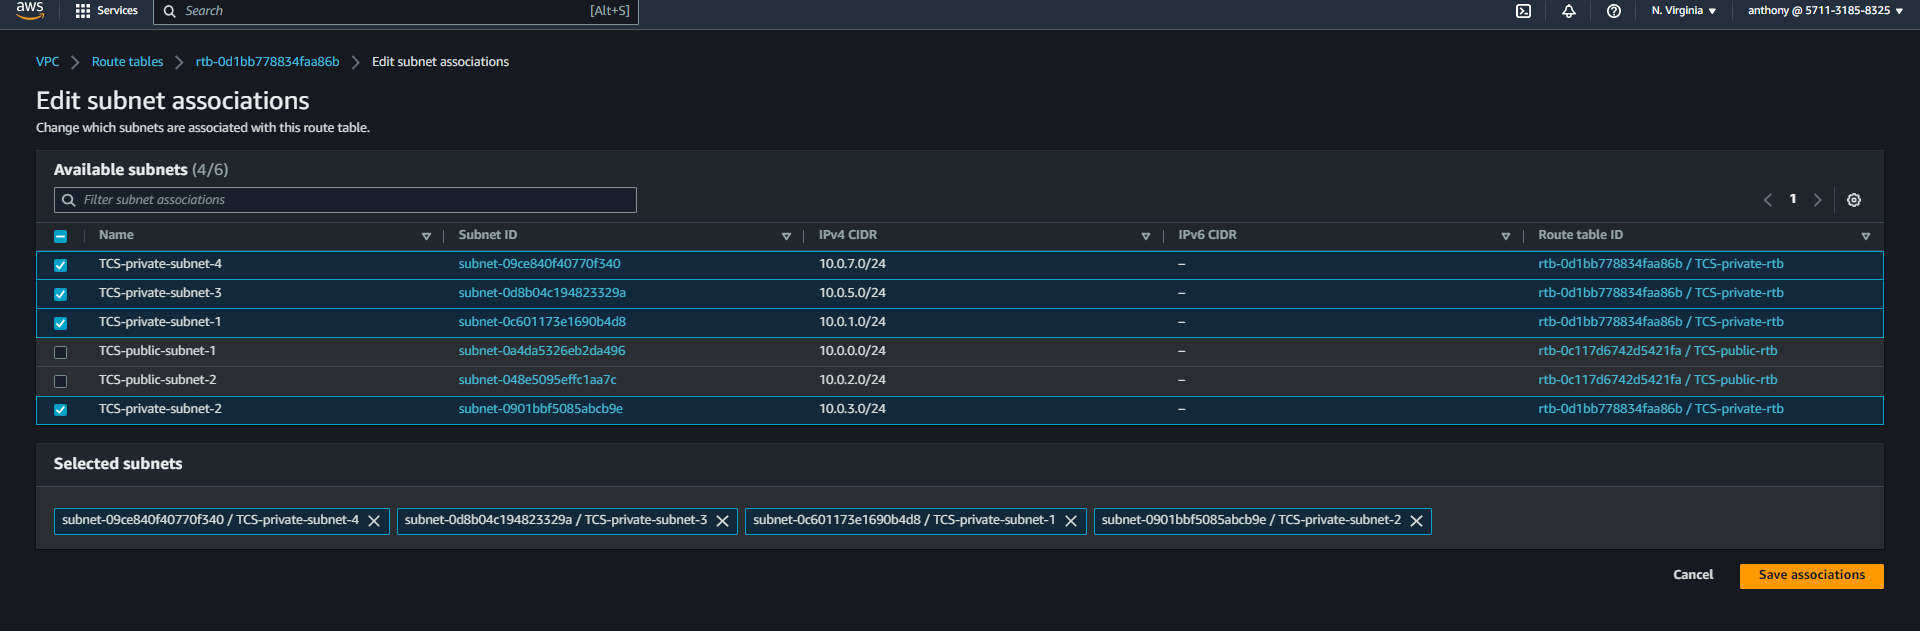 aws Services Search [Alt+S] N. Virginia anthony @ 5711-3185-8325
VPC Route tables rtb-0d1bb778834faa86b Edit subnet associations
Edit subnet associations
Change which subnets are associated with this route table.
Available subnets (4/6)
Filter subnet associations
1
Name Subnet ID IPv4 CIDR IPv6 CIDR Route table ID
TCS-private-subnet-4 subnet-09ce840f40770f340 10.0.7.0/24 – rtb-0d1bb778834faa86b / TCS-private-rtb
TCS-private-subnet-3 subnet-0d8b04c194823329a 10.0.5.0/24 – rtb-0d1bb778834faa86b / TCS-private-rtb
TCS-private-subnet-1 subnet-0c601173e1690b4d8 10.0.1.0/24 – rtb-0d1bb778834faa86b / TCS-private-rtb
TCS-public-subnet-1 subnet-0a4da5326eb2da496 10.0.0.0/24 – rtb-0c117d6742d5421fa / TCS-public-rtb
TCS-public-subnet-2 subnet-048e5095effc1aa7c 10.0.2.0/24 – rtb-0c117d6742d5421fa / TCS-public-rtb
TCS-private-subnet-2 subnet-0901bbf5085abcb9e 10.0.3.0/24 – rtb-0d1bb778834faa86b / TCS-private-rtb
Selected subnets
subnet-09ce840f40770f340 / TCS-private-subnet-4 subnet-0d8b04c194823329a / TCS-private-subnet-3 subnet-0c601173e1690b4d8 / TCS-private-subnet-1 subnet-0901bbf5085abcb9e / TCS-private-subnet-2
Cancel Save associations